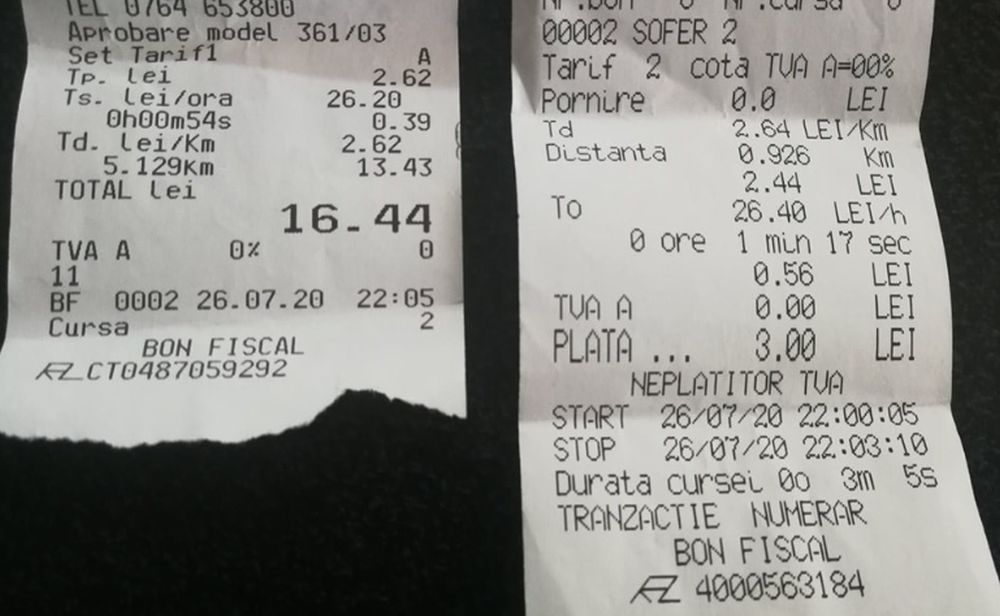 TEL 0764 653800
Aprobare model 361/03
Set Tarif1 A
Tp. lei 2.62
Ts. lei/ora 26.20
0h00m54s 0.39
Td. lei/Km 2.62
5.129Km 13.43
TOTAL lei
16.44
TVA A 0% 0
11
BF 0002 26.07.20 22:05
Cursa 2
BON FISCAL
CT0487059292
Nr.bon 6 Nr.cursa 6
00002 SOFER 2
Tarif 2 cota TVA A=00%
Pornire 0.0 LEI
Td 2.64 LEI/Km
Distanta 0.926 Km
2.44 LEI
To 26.40 LEI/h
0 ore 1 min 17 sec
0.56 LEI
TVA A 0.00 LEI
PLATA ... 3.00 LEI
NEPLATITOR TVA
START 26/07/20 22:00:05
STOP 26/07/20 22:03:10
Durata cursei 0o 3m 5s
TRANZACTIE NUMERAR
BON FISCAL
4000563184